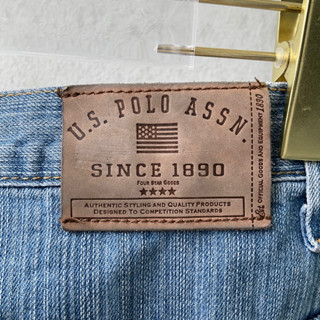 U.S. POLO ASSN.
SINCE 1890
FOUR STAR GOODS
AUTHENTIC STYLING AND QUALITY PRODUCTS
DESIGNED TO COMPETITION STANDARDS
OFFICIAL GOODS AND EQUIPMENT 1890